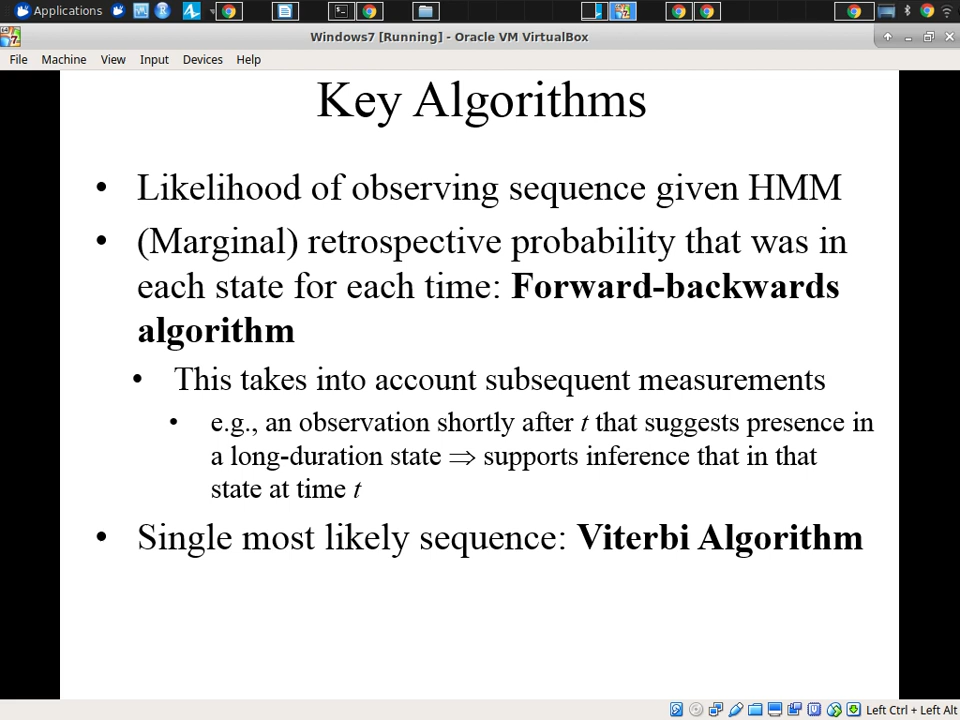 Applications
Windows7 [Running] - Oracle VM VirtualBox
File Machine View Input Devices Help
Key Algorithms
• Likelihood of observing sequence given HMM
• (Marginal) retrospective probability that was in
each state for each time: Forward-backwards
algorithm
• This takes into account subsequent measurements
• e.g., an observation shortly after t that suggests presence in
a long-duration state ⇒ supports inference that in that
state at time t
• Single most likely sequence: Viterbi Algorithm
Left Ctrl + Left Alt